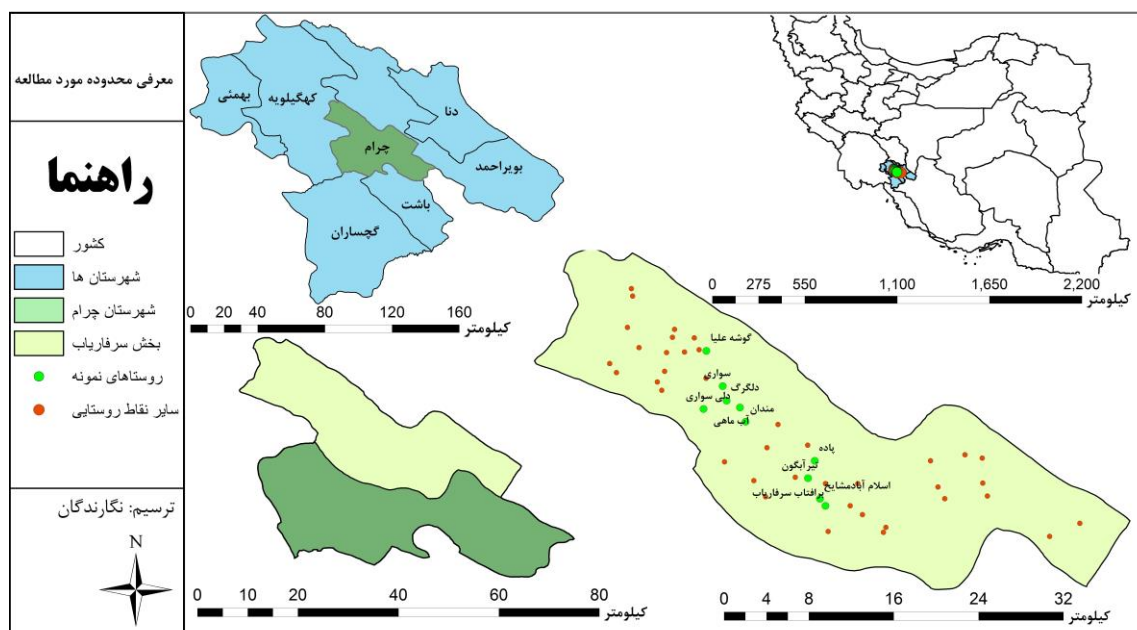 معرفی محدوده مورد مطالعه
راهنما
کشور
شهرستان ها
شهرستان چرام
بخش سرفاریاب
روستاهای نمونه
سایر نقاط روستایی
ترسیم: نگارندگان
N
بهمئی
کهگیلویه
دنا
چرام
بویراحمد
باشت
گچساران
0 20 40 80 120 160
کیلومتر
0 275 550 1,100 1,650 2,200
کیلومتر
گوشه علیا
سواری
دلگرگ
دلی سواری
مندان
آب ماهی
پاده
تیرآبگون
اسلام آبادمشایخ
برافتاب سرفاریاب
0 5 10 20 40 60 80
کیلومتر
0 4 8 16 24 32
کیلومتر